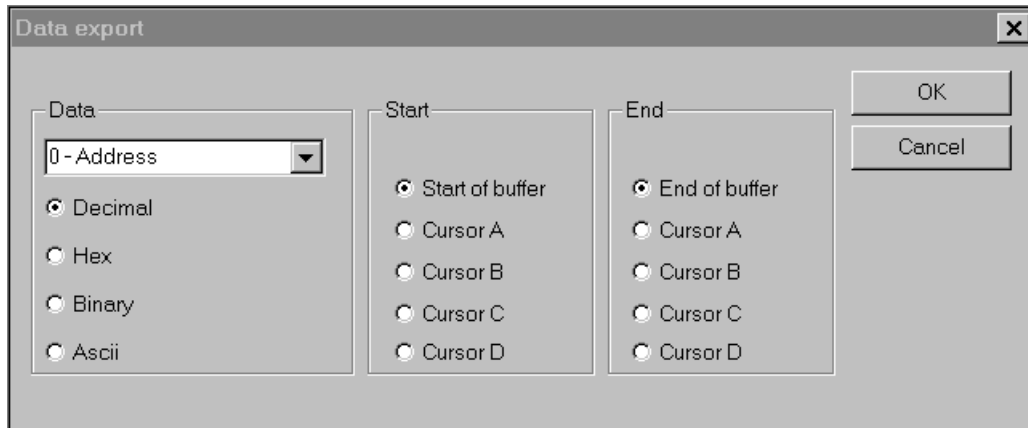 Data export
Data
0 - Address
Decimal
Hex
Binary
Ascii
Start
Start of buffer
Cursor A
Cursor B
Cursor C
Cursor D
End
End of buffer
Cursor A
Cursor B
Cursor C
Cursor D
OK
Cancel